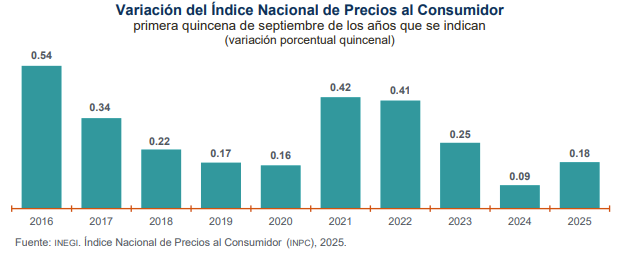 Variación del Índice Nacional de Precios al Consumidor
primera quincena de septiembre de los años que se indican
(variación porcentual quincenal)
0.54
0.34
0.22
0.17
0.16
0.42
0.41
0.25
0.09
0.18
2016 2017 2018 2019 2020 2021 2022 2023 2024 2025
Fuente: INEGI. Índice Nacional de Precios al Consumidor (INPC), 2025.